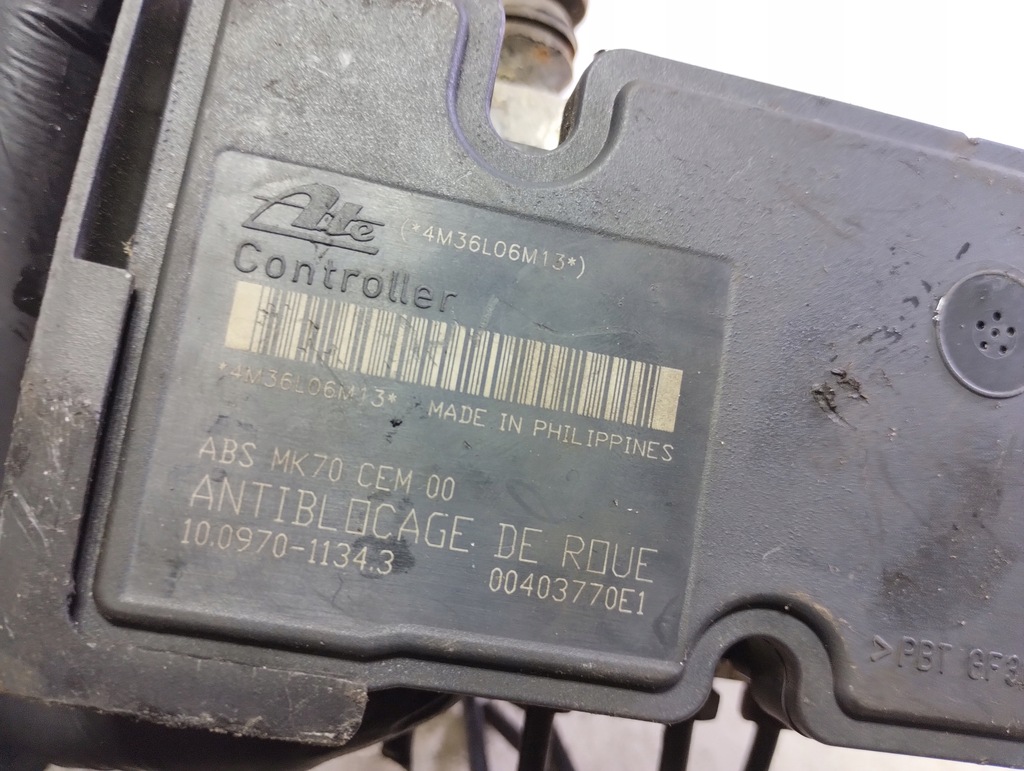 Ate (*4M36L06M13*)
Controller
*4M36L06M13* MADE IN PHILIPPINES
ABS MK70 CEM 00
ANTIBLOCAGE. DE ROUE
10.0970-1134.3 00403770E1
>PBT